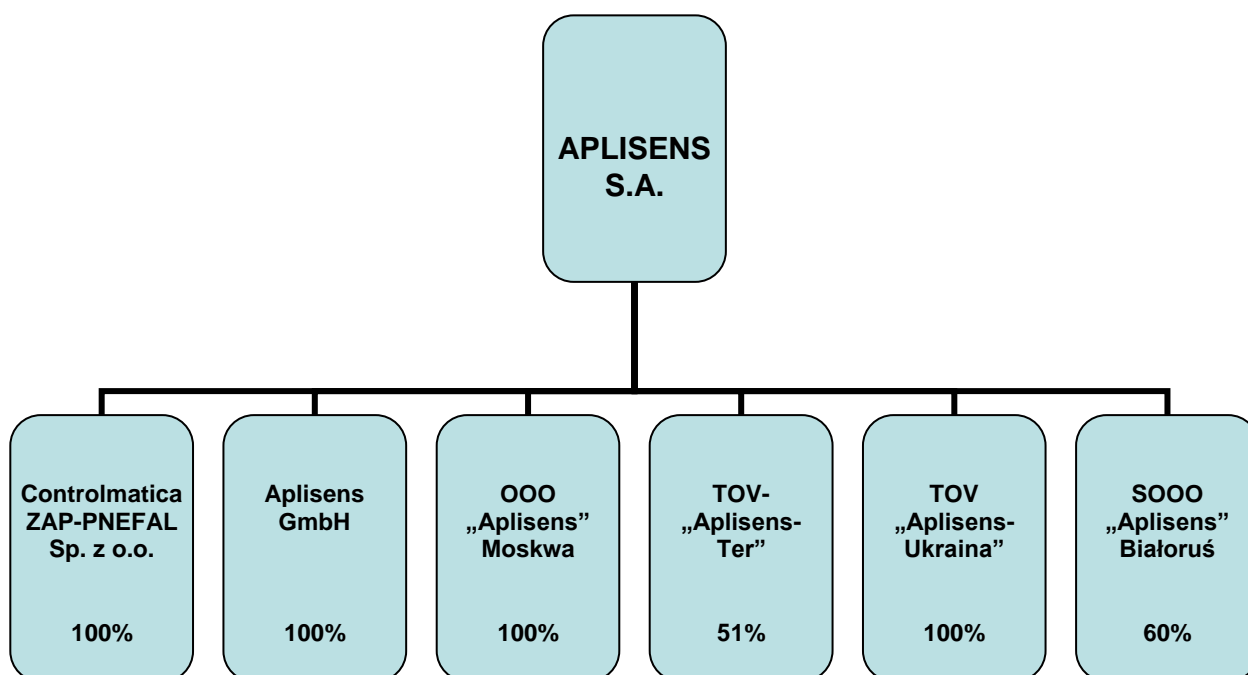 APLISENS
S.A.
Controlmatica
ZAP-PNEFAL
Sp. z o.o.
100%
Aplisens
GmbH
100%
OOO
„Aplisens”
Moskwa
100%
TOV-
„Aplisens-
Ter”
51%
TOV
„Aplisens-
Ukraina”
100%
SOOO
„Aplisens”
Białoruś
60%